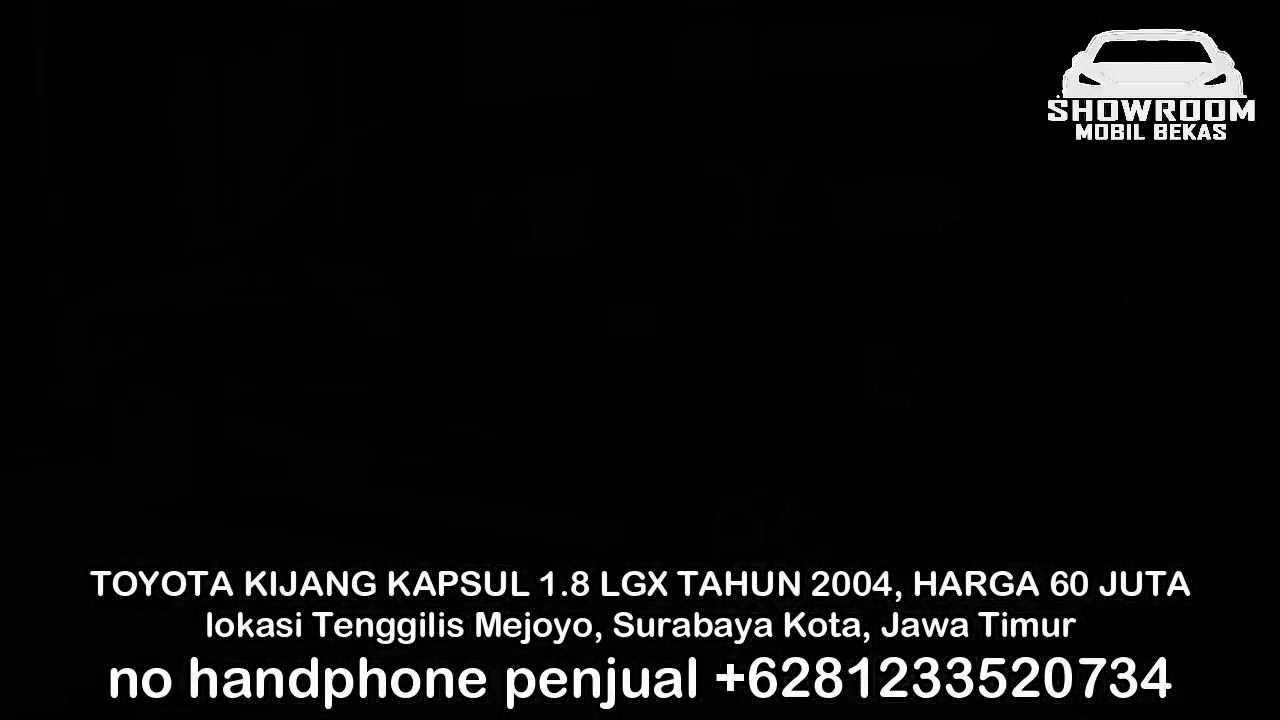 SHOWROOM
MOBIL BEKAS
TOYOTA KIJANG KAPSUL 1.8 LGX TAHUN 2004, HARGA 60 JUTA
lokasi Tenggilis Mejoyo, Surabaya Kota, Jawa Timur
no handphone penjual +6281233520734